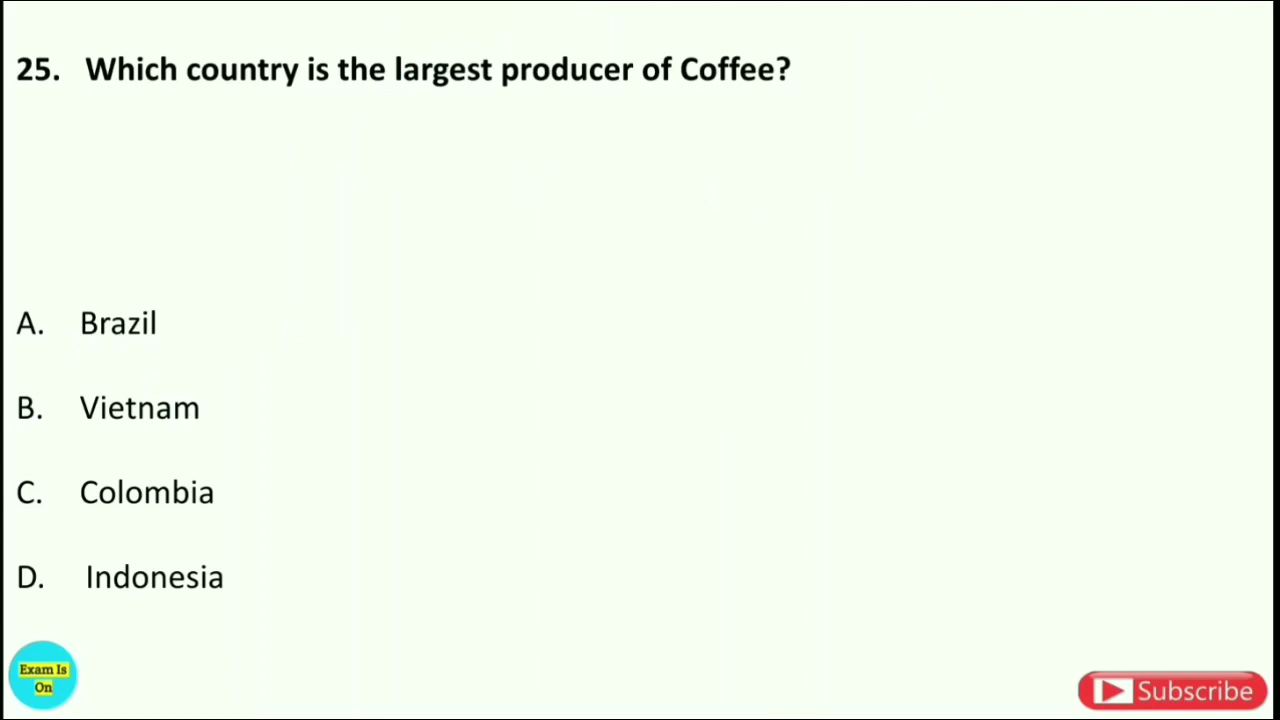 25. Which country is the largest producer of Coffee?
A. Brazil
B. Vietnam
C. Colombia
D. Indonesia
Exam Is
On
Subscribe